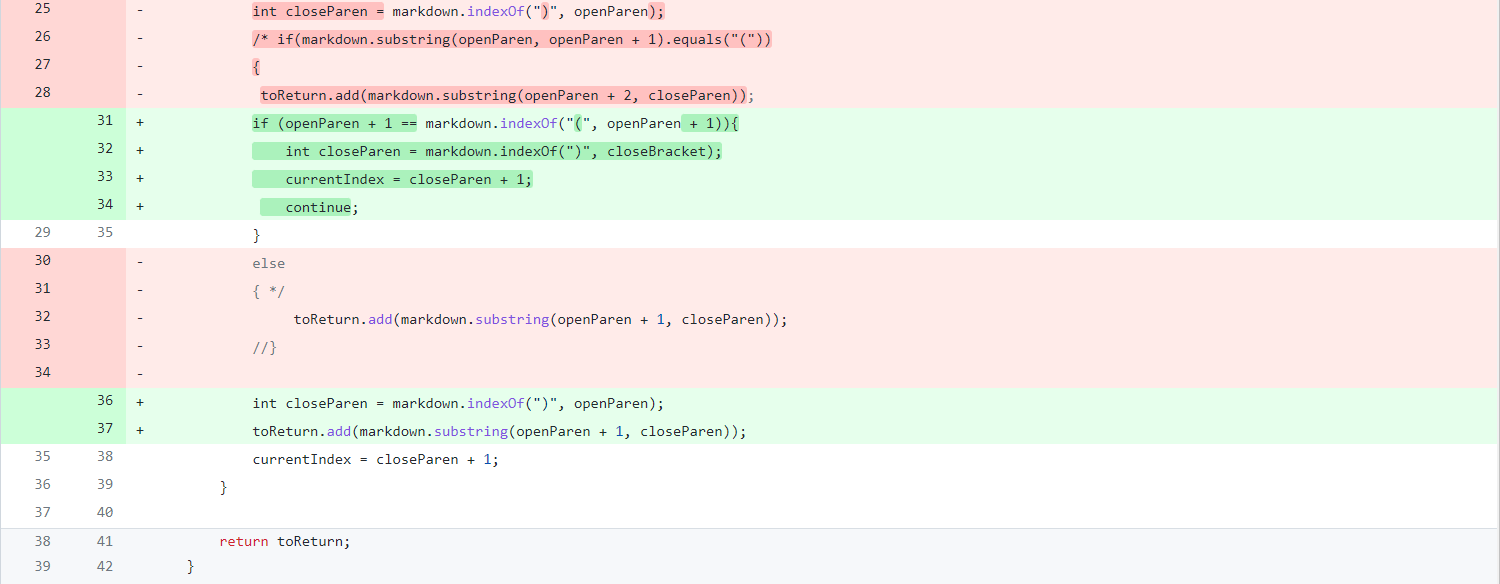 25 - int closeParen = markdown.indexOf(")", openParen);
26 - /* if(markdown.substring(openParen, openParen + 1).equals("("))
27 - {
28 - toReturn.add(markdown.substring(openParen + 2, closeParen));
31 + if (openParen + 1 == markdown.indexOf("(", openParen + 1)){
32 + int closeParen = markdown.indexOf(")", closeBracket);
33 + currentIndex = closeParen + 1;
34 + continue;
29 35 }
30 - else
31 - { */
32 - toReturn.add(markdown.substring(openParen + 1, closeParen));
33 - //}
34 -
36 + int closeParen = markdown.indexOf(")", openParen);
37 + toReturn.add(markdown.substring(openParen + 1, closeParen));
35 38 currentIndex = closeParen + 1;
36 39 }
37 40
38 41 return toReturn;
39 42 }